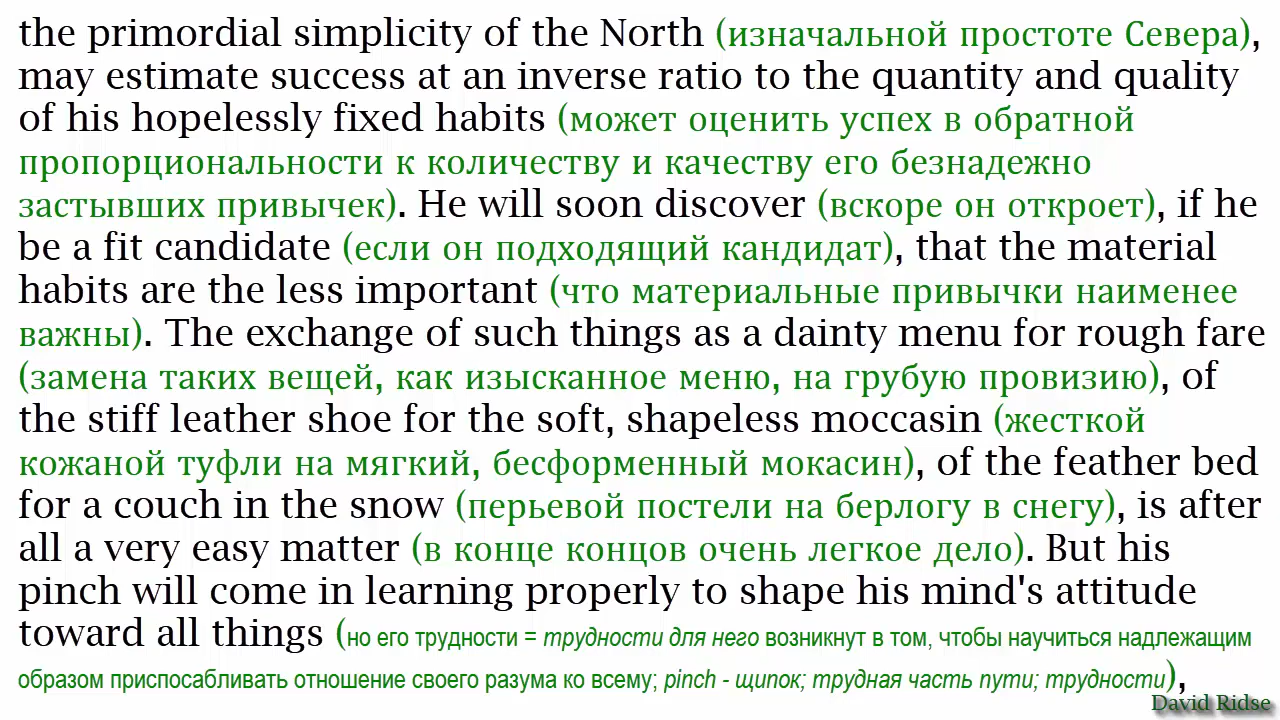 the primordial simplicity of the North (изначальной простоте Севера),
may estimate success at an inverse ratio to the quantity and quality
of his hopelessly fixed habits (может оценить успех в обратной
пропорциональности к количеству и качеству его безнадежно
застывших привычек). He will soon discover (вскоре он откроет), if he
be a fit candidate (если он подходящий кандидат), that the material
habits are the less important (что материальные привычки наименее
важны). The exchange of such things as a dainty menu for rough fare
(замена таких вещей, как изысканное меню, на грубую провизию), of
the stiff leather shoe for the soft, shapeless moccasin (жесткой
кожаной туфли на мягкий, бесформенный мокасин), of the feather bed
for a couch in the snow (перьевой постели на берлогу в снегу), is after
all a very easy matter (в конце концов очень легкое дело). But his
pinch will come in learning properly to shape his mind's attitude
toward all things (но его трудности = трудности для него возникнут в том, чтобы научиться надлежащим
образом приспосабливать отношение своего разума ко всему; pinch - щипок; трудная часть пути; трудности),
David Ridse